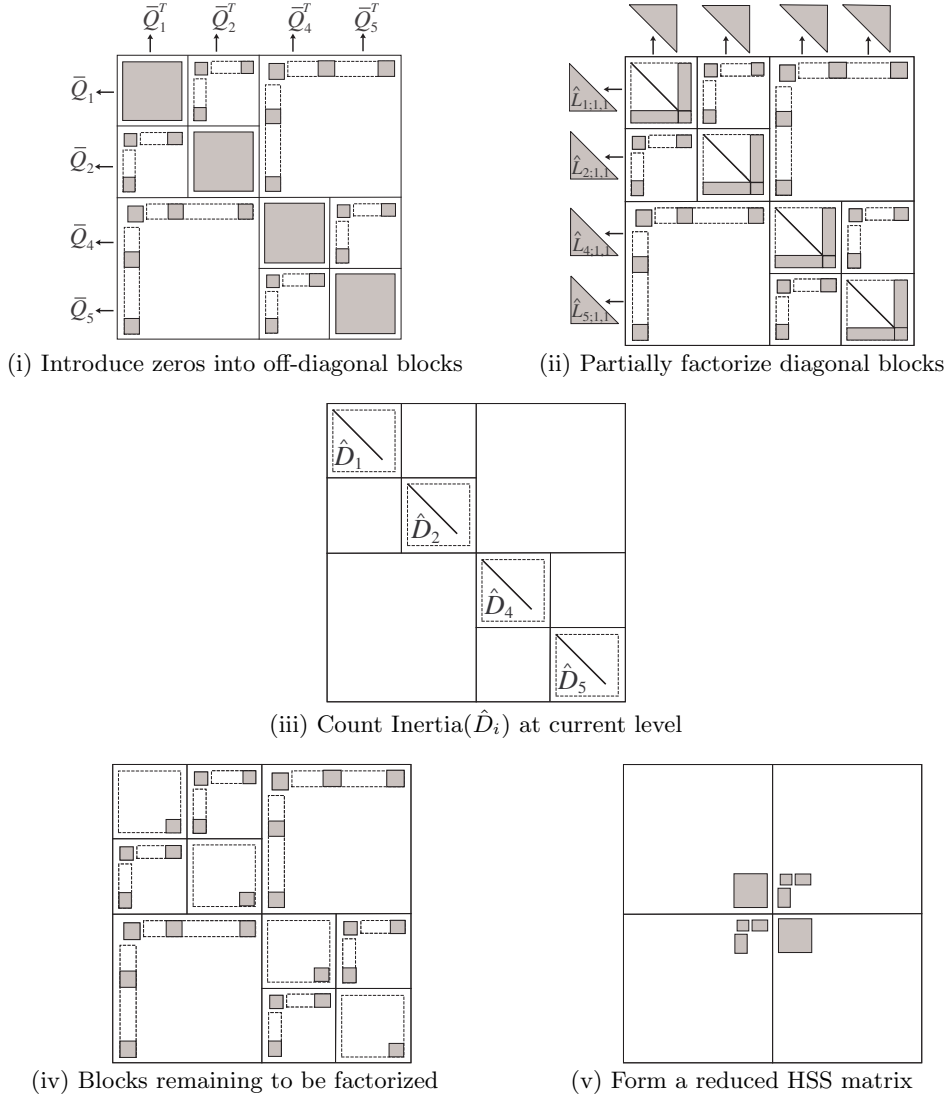 Q̄₁ᵀ Q̄₂ᵀ Q̄₄ᵀ Q̄₅ᵀ
Q̄₁
Q̄₂
Q̄₄
Q̄₅
(i) Introduce zeros into off-diagonal blocks
L̂1;1,1
L̂2;1,1
L̂4;1,1
L̂5;1,1
(ii) Partially factorize diagonal blocks
D̂₁
D̂₂
D̂₄
D̂₅
(iii) Count Inertia(D̂ᵢ) at current level
(iv) Blocks remaining to be factorized
(v) Form a reduced HSS matrix